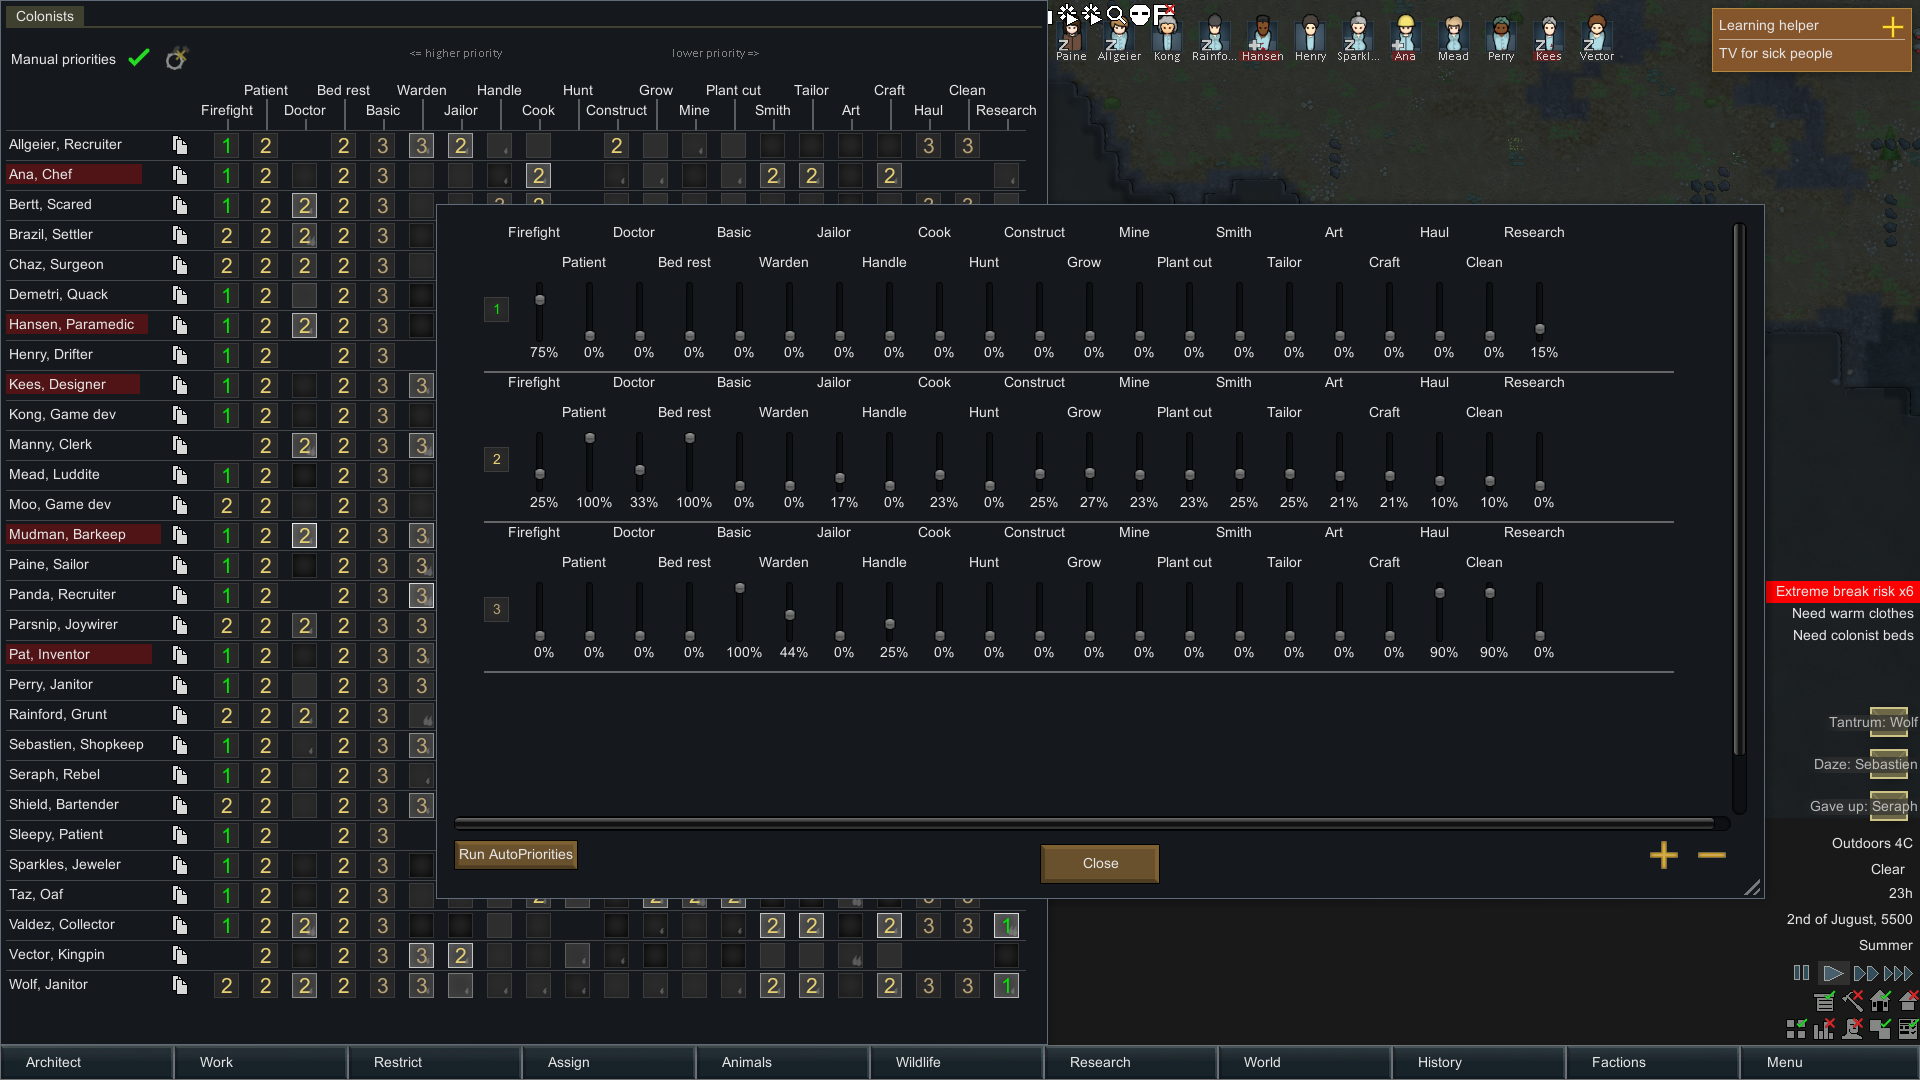 Colonists
Manual priorities
<= higher priority
lower priority =>
Patient Bed rest Warden Handle Hunt Grow Plant cut Tailor Craft Clean
Firefight Doctor Basic Jailor Cook Construct Mine Smith Art Haul Research
Allgeier, Recruiter 1 2 2 3 3 2 2 3 3
Ana, Chef 1 2 2 3 2 2 2 2
Bertt, Scared 1 2 2 2 3
Brazil, Settler 2 2 2 2 3
Chaz, Surgeon 2 2 2 2 3
Demetri, Quack 1 2 2 3
Hansen, Paramedic 1 2 2 2 3
Henry, Drifter 1 2 2 3
Kees, Designer 1 2 2 3 3
Kong, Game dev 1 2 2 3
Manny, Clerk 2 2 2 3 3
Mead, Luddite 1 2 2 3
Moo, Game dev 2 2 2 3
Mudman, Barkeep 1 2 2 2 3 3
Paine, Sailor 1 2 2 3 3
Panda, Recruiter 1 2 2 3 3
Parsnip, Joywirer 2 2 2 2 3 3
Pat, Inventor 1 2 2 3 3
Perry, Janitor 1 2 2 3 3
Rainford, Grunt 2 2 2 2 3
Sebastien, Shopkeep 1 2 2 3 3
Seraph, Rebel 1 2 2 3
Shield, Bartender 2 2 2 3 3
Sleepy, Patient 1 2 2 3
Sparkles, Jeweler 1 2 2 3
Taz, Oaf 1 2 2 3
Valdez, Collector 1 2 2 2 3 2 2 2 3 3 1
Vector, Kingpin 2 2 3 3 2
Wolf, Janitor 2 2 2 2 3 3 2 2 2 3 3 1
Firefight Doctor Basic Jailor Cook Construct Mine Smith Art Haul Research
Patient Bed rest Warden Handle Hunt Grow Plant cut Tailor Craft Clean
1
75% 0% 0% 0% 0% 0% 0% 0% 0% 0% 0% 0% 0% 0% 0% 0% 0% 0% 0% 0% 15%
Firefight Doctor Basic Jailor Cook Construct Mine Smith Art Haul Research
Patient Bed rest Warden Handle Hunt Grow Plant cut Tailor Craft Clean
2
25% 100% 33% 100% 0% 0% 17% 0% 23% 0% 25% 27% 23% 23% 25% 25% 21% 21% 10% 10% 0%
Firefight Doctor Basic Jailor Cook Construct Mine Smith Art Haul Research
Patient Bed rest Warden Handle Hunt Grow Plant cut Tailor Craft Clean
3
0% 0% 0% 0% 100% 44% 0% 25% 0% 0% 0% 0% 0% 0% 0% 0% 0% 0% 90% 90% 0%
Run AutoPriorities
Close
Paine Allgeier Kong Rainfo... Hansen Henry Sparkl... Ana Mead Perry Kees Vector
Learning helper
TV for sick people
Extreme break risk x6
Need warm clothes
Need colonist beds
Tantrum: Wolf
Daze: Sebastien
Gave up: Seraph
Outdoors 4C
Clear
23h
2nd of Jugust, 5500
Summer
Architect Work Restrict Assign Animals Wildlife Research World History Factions Menu